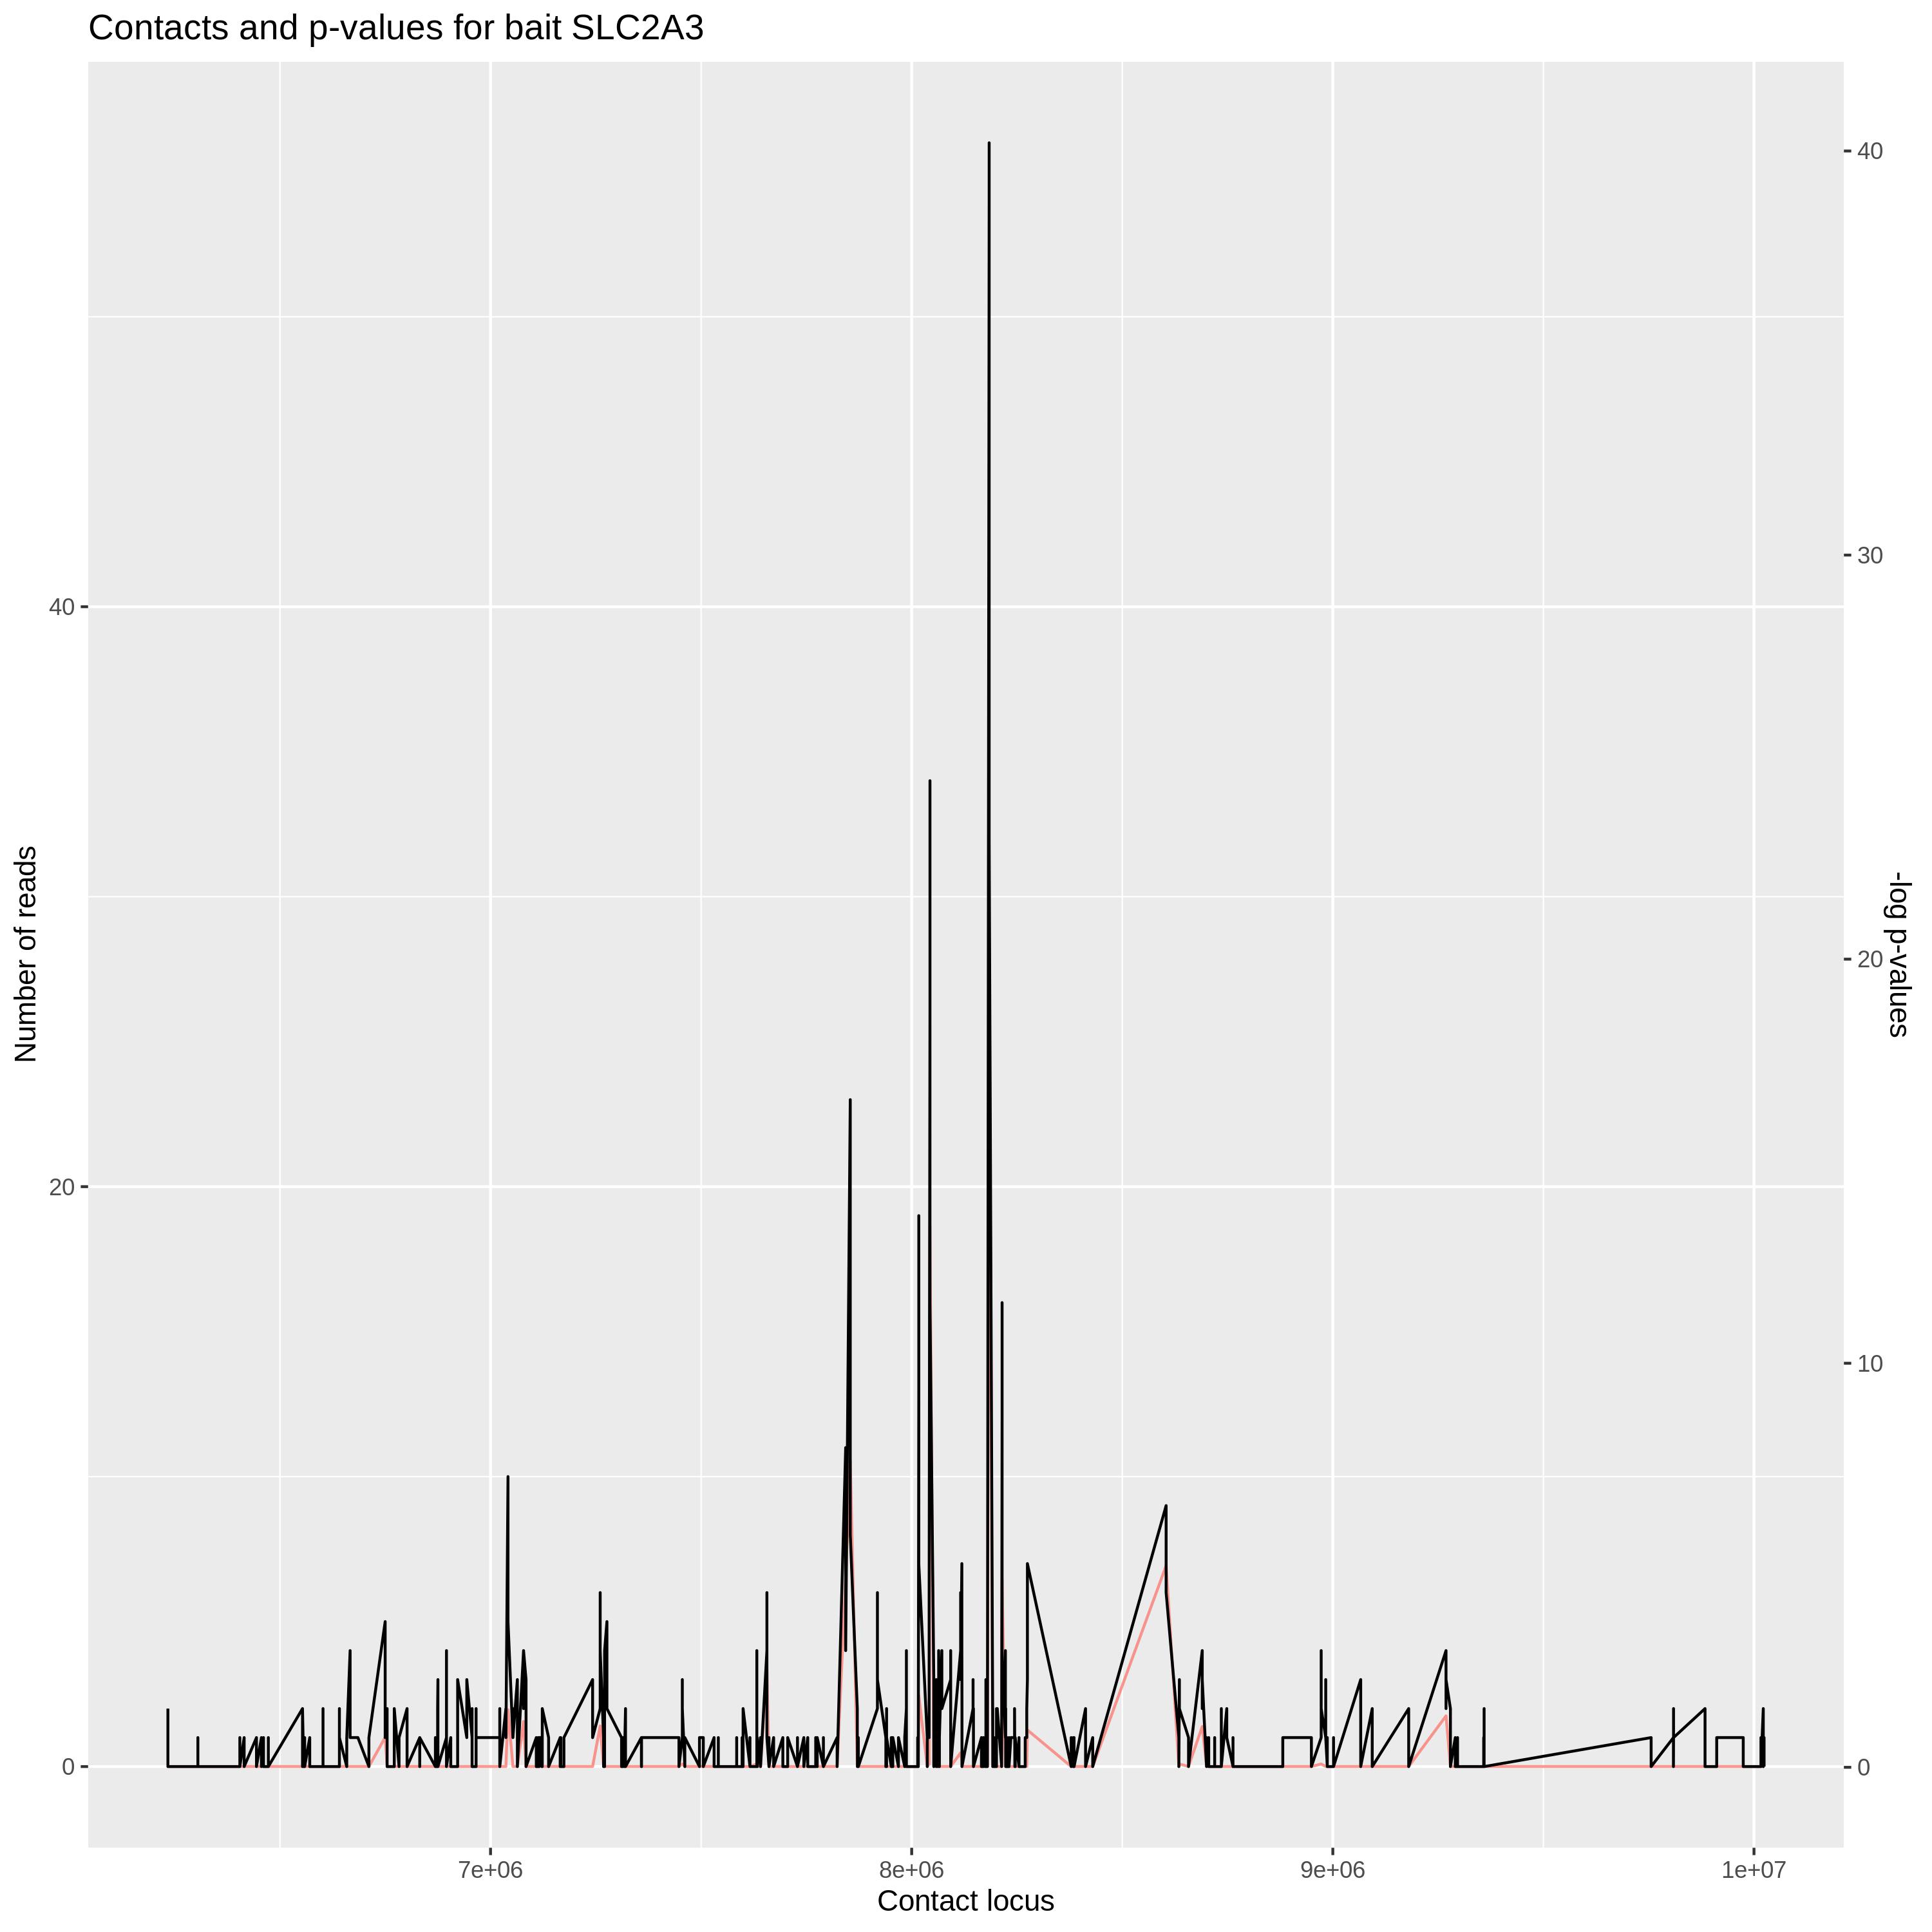 Contacts and p-values for bait SLC2A3
Number of reads
40
20
0
40
30
20
10
0
-log p-values
7e+06
8e+06
9e+06
1e+07
Contact locus